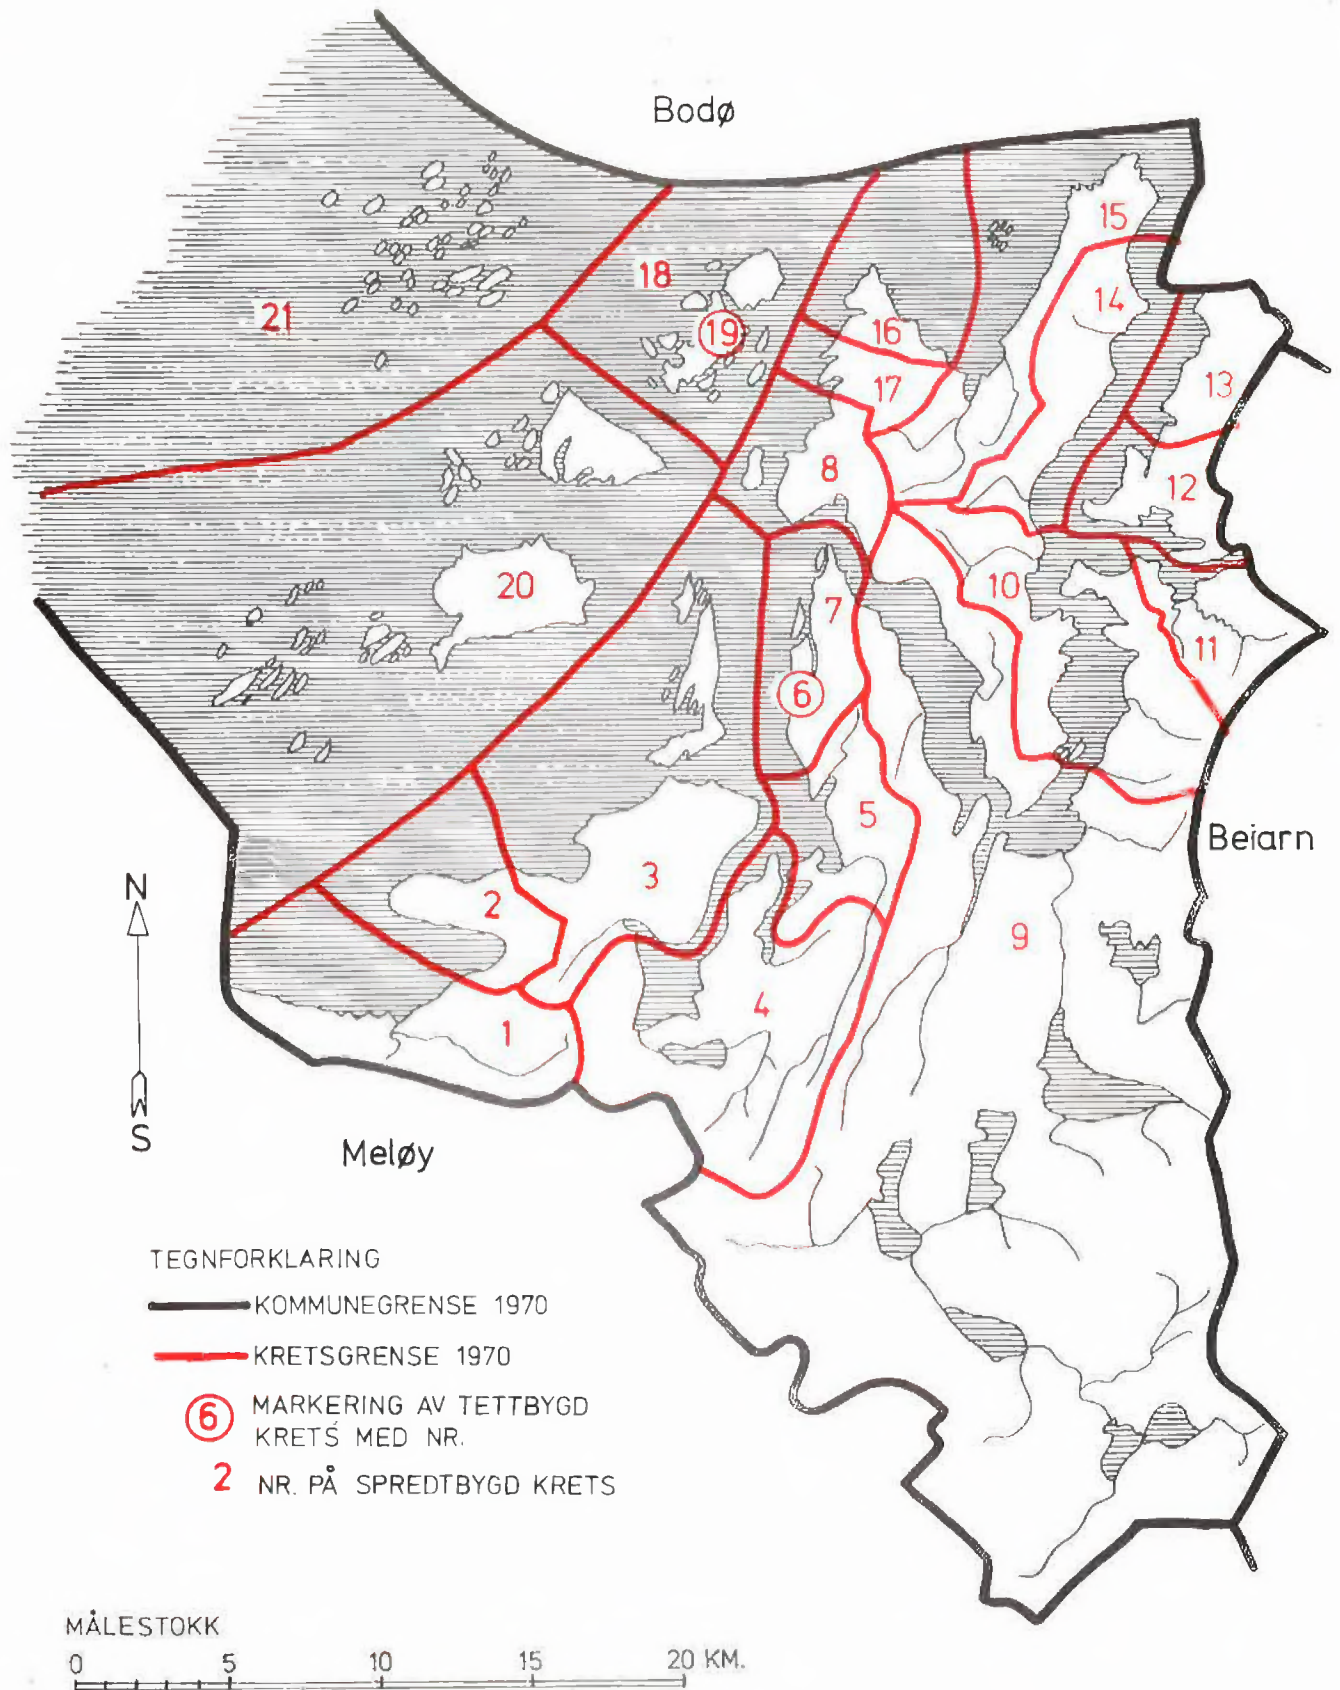 Bodø
15
18
21
14
19
16
13
17
8
12
20
10
7
11
6
5
Beiarn
3
N
2
9
4
1
S
Meløy
TEGNFORKLARING
KOMMUNEGRENSE 1970
KRETSGRENSE 1970
6 MARKERING AV TETTBYGD
KRETS MED NR.
2 NR. PÅ SPREDTBYGD KRETS
MÅLESTOKK
0 5 10 15 20 KM.